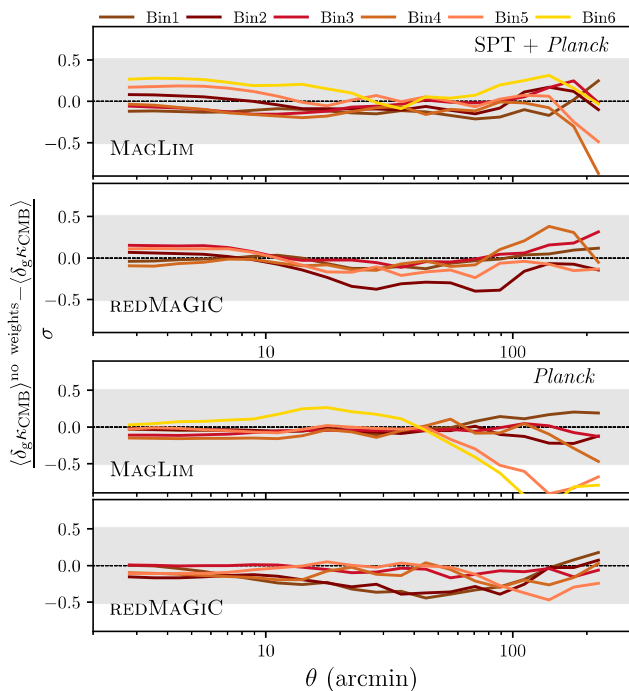 Bin1 Bin2 Bin3 Bin4 Bin5 Bin6
SPT + Planck
0.5
0.0
−0.5
MagLim
0.5
0.0
−0.5
redMaGiC
10 100
⟨δgκCMB⟩no weights−⟨δgκCMB⟩
σ
Planck
0.5
0.0
−0.5
MagLim
0.5
0.0
−0.5
redMaGiC
10 100
θ (arcmin)